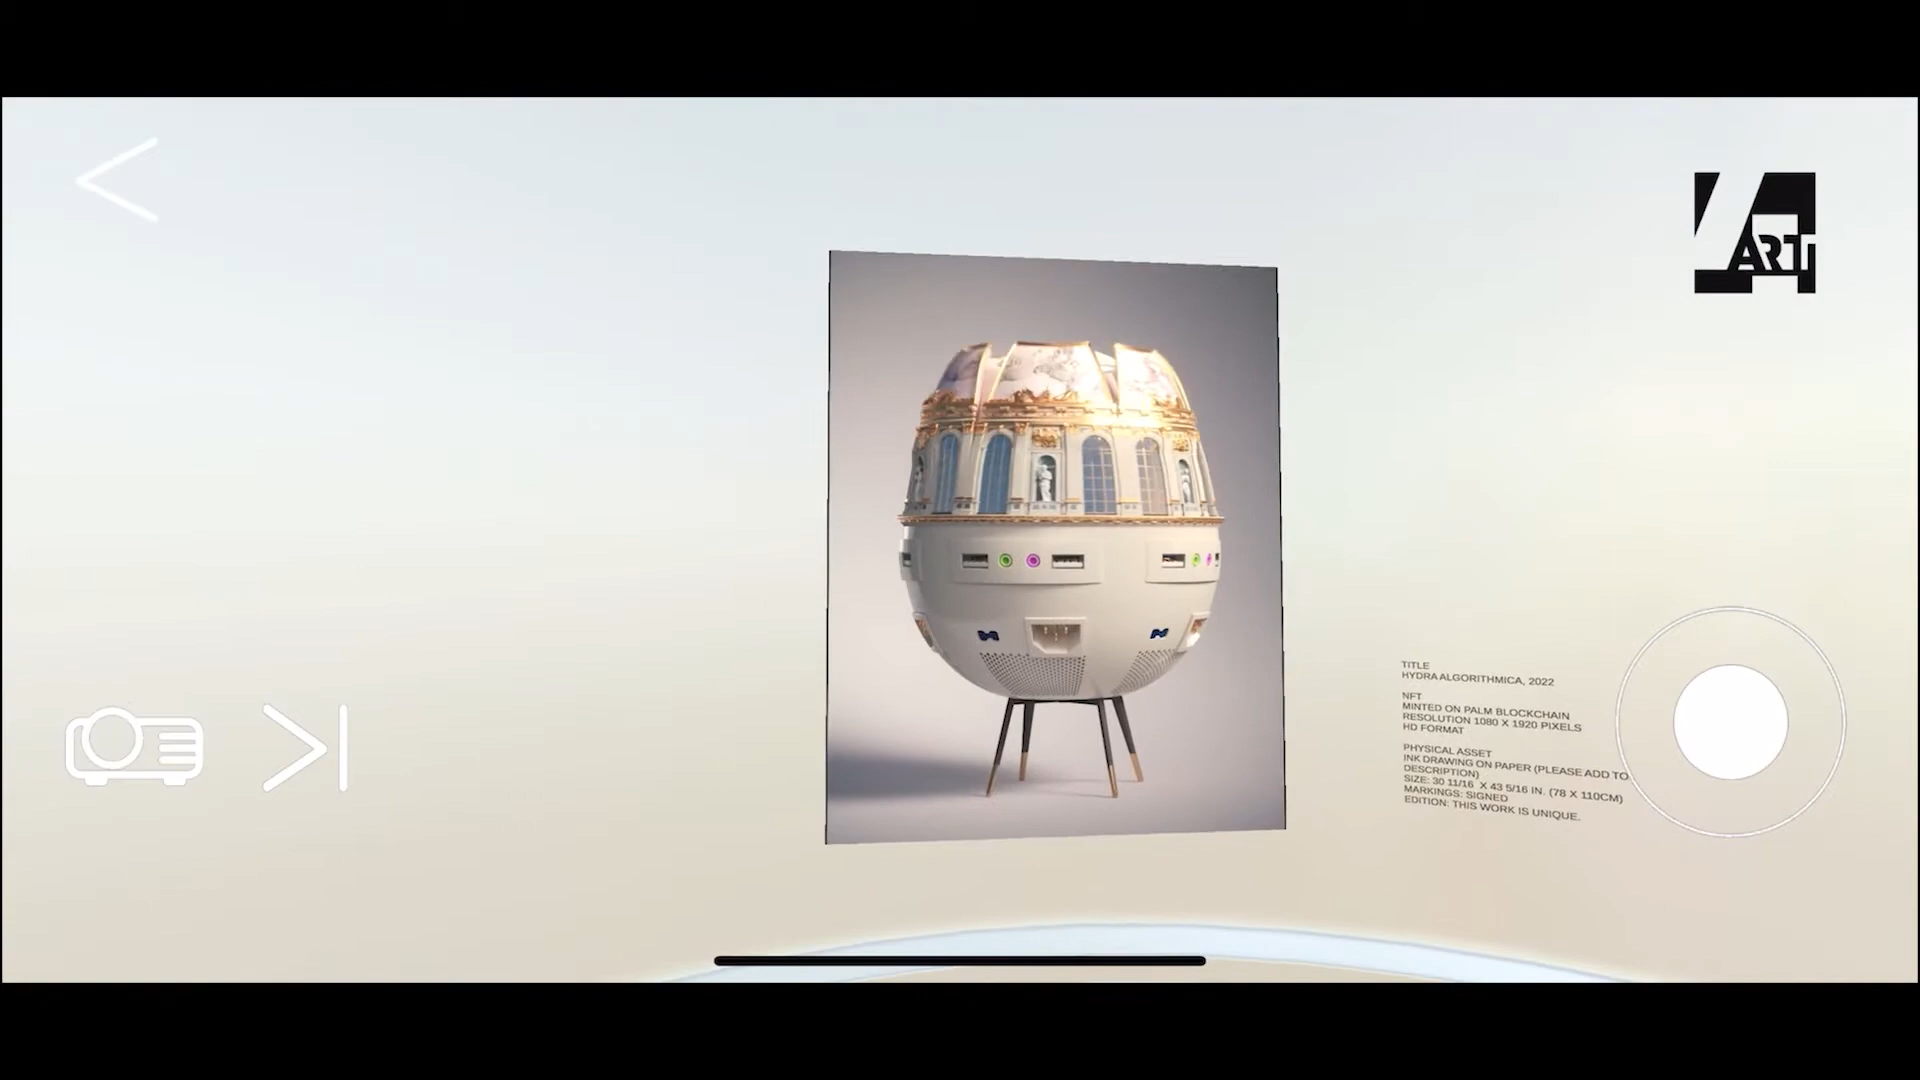 ART
TITLE
HYDRA ALGORITHMICA, 2022
NFT
MINTED ON PALM BLOCKCHAIN
RESOLUTION 1080 X 1920 PIXELS
HD FORMAT
PHYSICAL ASSET
INK DRAWING ON PAPER (PLEASE ADD TO
DESCRIPTION)
SIZE: 30 11/16 X 43 5/16 IN. (78 X 110CM)
MARKINGS: SIGNED
EDITION: THIS WORK IS UNIQUE.